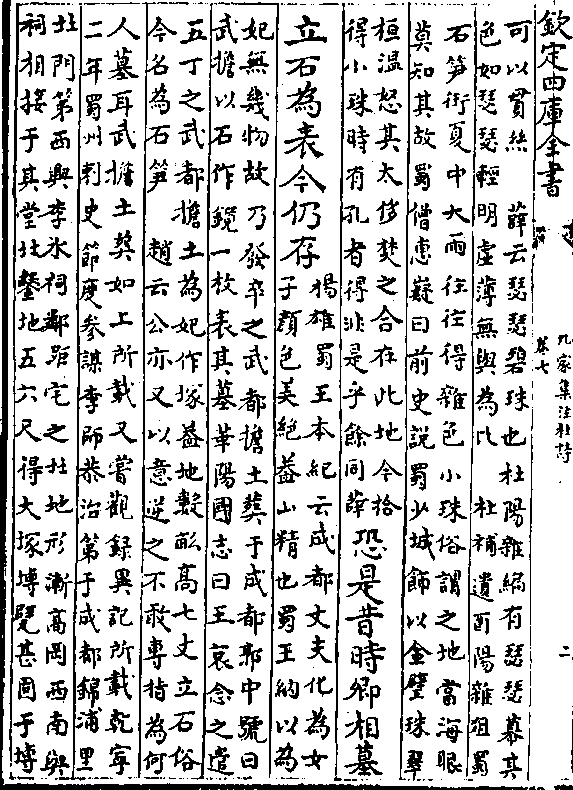 欽定四庫全書
九家集注杜詩
卷七
二
可以貫絲　薛云瑟瑟碧珠也杜陽雜編有瑟瑟幕其
色如瑟瑟輕明虛薄無與為比　杜補遺酉陽雜俎蜀
石笋街夏中大雨往往得雜色小珠俗謂之地當海眼
莫知其故蜀僧惠嶷曰前史說蜀少城飾以金璧珠翠
桓溫怒其太侈焚之合在此地今拾
得小珠時有孔者得非是乎餘同薛
恐是昔時卿相墓
立石為表今仍存
揚雄蜀王本紀云成都丈夫化為女
子顏色美絕蓋山精也蜀王納以為
妃無幾物故乃發卒之武都擔土葬于成都郭中號曰
武擔以石作鏡一枚表其墓華陽國志曰王哀念之遣
五丁之武都擔土為妃作塚蓋地數畝高七丈立石俗
今名為石笋　趙云公亦又以意逆之不敢專指為何
人墓耳武擔土葬如上所載又嘗觀録異記所載乾寧
二年蜀州刺史節度參謀李師恭治第于成都錦浦里
北門第西與李冰祠鄰距宅之北地形漸高岡西南與
祠相接于其堂北鑿地五六尺得大塚塼甃甚固于塼